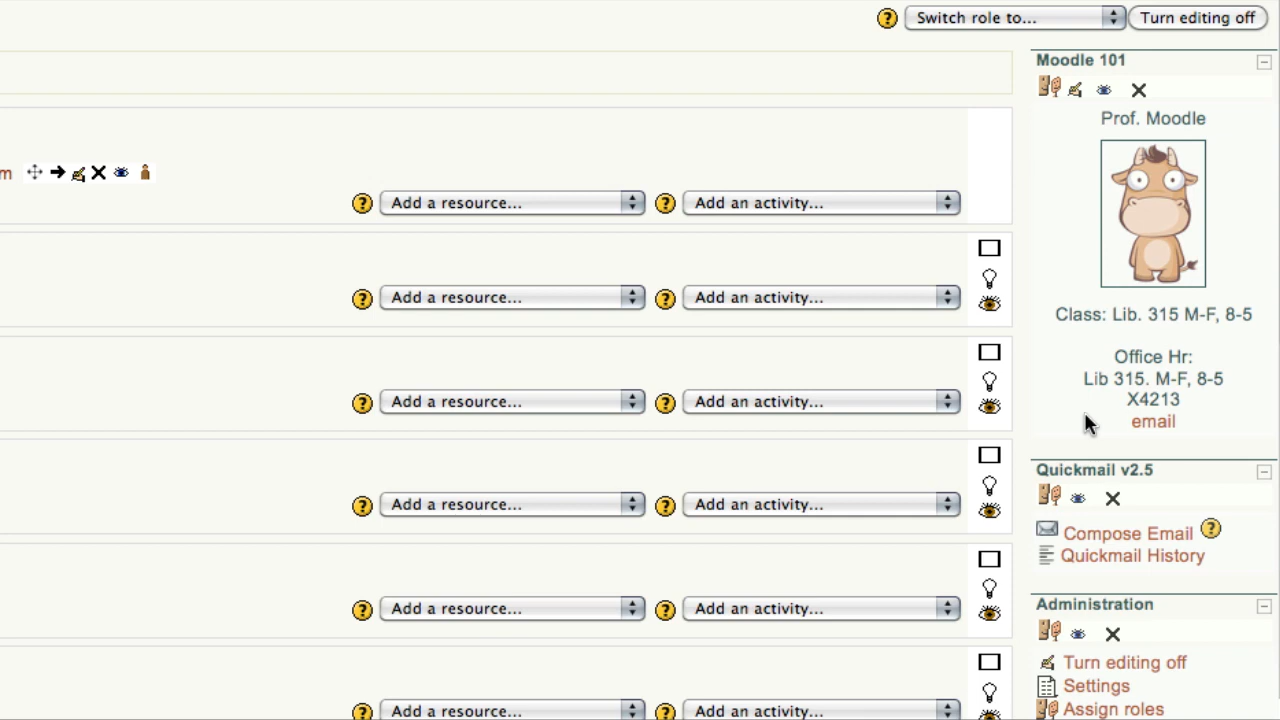 Switch role to...
Turn editing off
Moodle 101
Prof. Moodle
m
Add a resource...
Add an activity...
Add a resource...
Add an activity...
Class: Lib. 315 M-F, 8-5
Office Hr:
Lib 315. M-F, 8-5
X4213
email
Add a resource...
Add an activity...
Quickmail v2.5
Add a resource...
Add an activity...
Compose Email
Quickmail History
Add a resource...
Add an activity...
Administration
Turn editing off
Settings
Assign roles
Add a resource...
Add an activity...